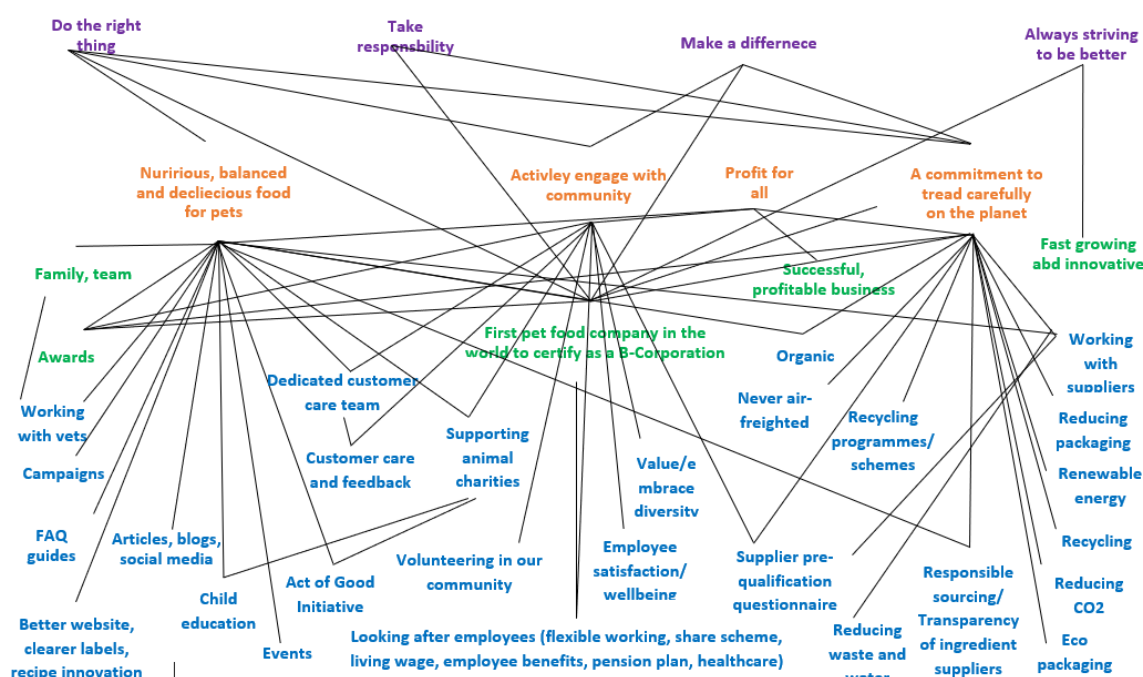 Do the right
thing
Take
responsbility
Make a differnece
Always striving
to be better
Nuririous, balanced
and decliecious food
for pets
Activley engage with
community
Profit for
all
A commitment to
tread carefully
on the planet
Family, team
Successful,
profitable business
Fast growing
abd innovative
Awards
First pet food company in the
world to certify as a B-Corporation
Organic
Working
with
suppliers
Dedicated customer
care team
Never air-
freighted
Working
with vets
Recycling
programmes/
schemes
Reducing
packaging
Supporting
animal
charities
Customer care
and feedback
Value/e
mbrace
diversity
Campaigns
Renewable
energy
FAQ
guides
Articles, blogs,
social media
Volunteering in our
community
Employee
satisfaction/
wellbeing
Supplier pre-
qualification
questionnaire
Recycling
Responsible
sourcing/
Transparency
of ingredient
suppliers
Act of Good
Initiative
Child
education
Reducing
CO2
Better website,
clearer labels,
recipe innovation
Events
Looking after employees (flexible working, share scheme,
living wage, employee benefits, pension plan, healthcare)
Reducing
waste and
water
Eco
packaging